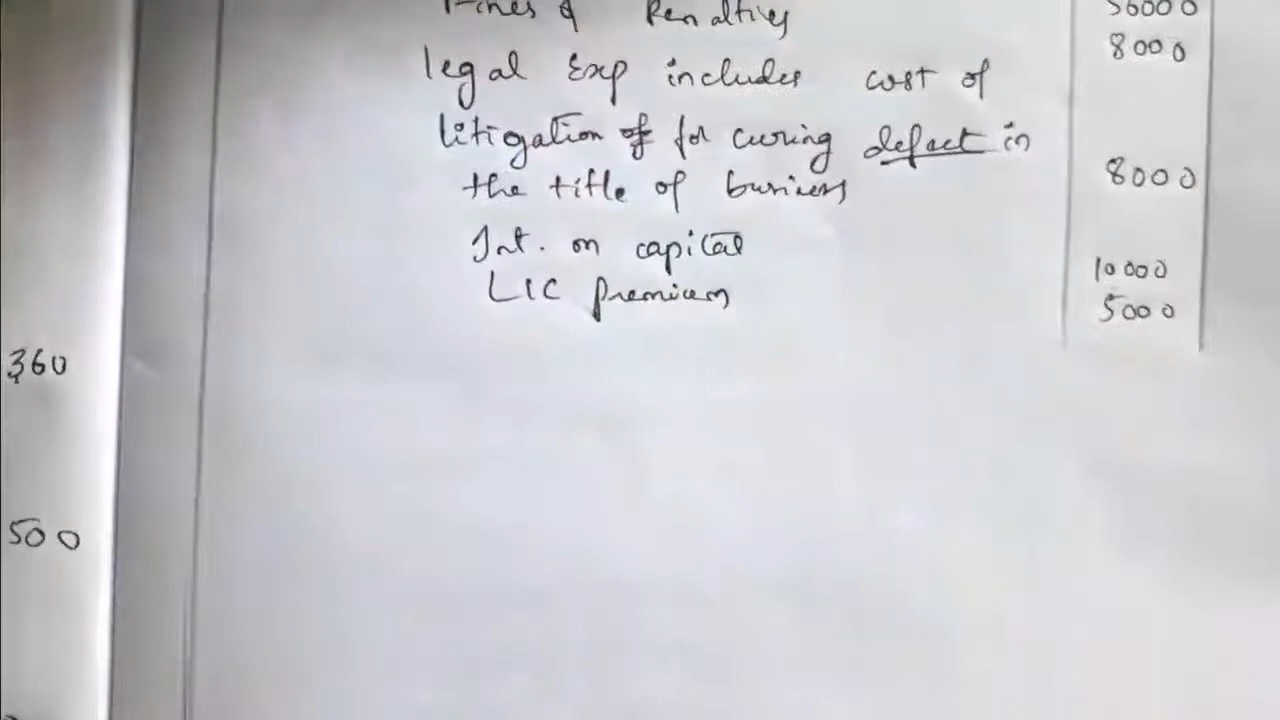 Fines & Penalties 56000
8000
legal Exp includes cost of
litigation of for curing defect in
the title of business 8000
Int. on capital 10000
LIC premium 5000
360
500